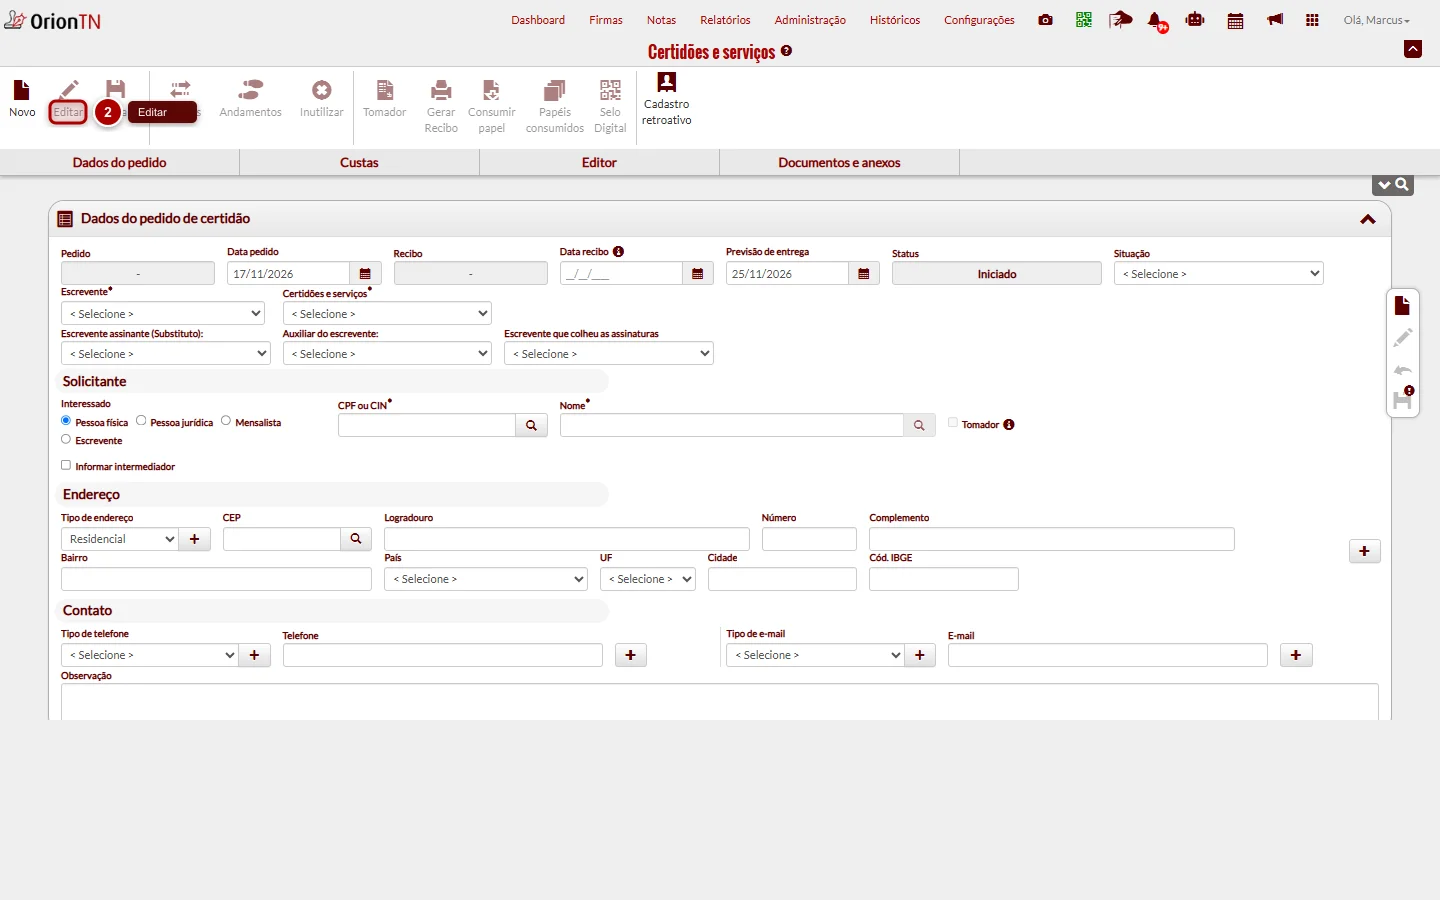 OrionTN
Dashboard Firmas Notas Relatórios Administração Históricos Configurações 9+ Olá, Marcus
Certidões e serviços
Novo Editar 2 Editar Andamentos Inutilizar Tomador Gerar Recibo Consumir papel Papéis consumidos Selo Digital Cadastro retroativo
Dados do pedido Custas Editor Documentos e anexos
Dados do pedido de certidão
Pedido Data pedido Recibo Data recibo Previsão de entrega Status Situação
- 17/11/2026 - _/_/___ 25/11/2026 Iniciado < Selecione >
Escrevente* Certidões e serviços*
< Selecione > < Selecione >
Escrevente assinante (Substituto): Auxiliar do escrevente: Escrevente que colheu as assinaturas
< Selecione > < Selecione > < Selecione >
Solicitante
Interessado CPF ou CIN* Nome*
Pessoa física Pessoa jurídica Mensalista Tomador
Escrevente
Informar intermediador
Endereço
Tipo de endereço CEP Logradouro Número Complemento
Residencial
Bairro País UF Cidade Cód. IBGE
< Selecione > < Selecione >
Contato
Tipo de telefone Telefone Tipo de e-mail E-mail
< Selecione > < Selecione >
Observação